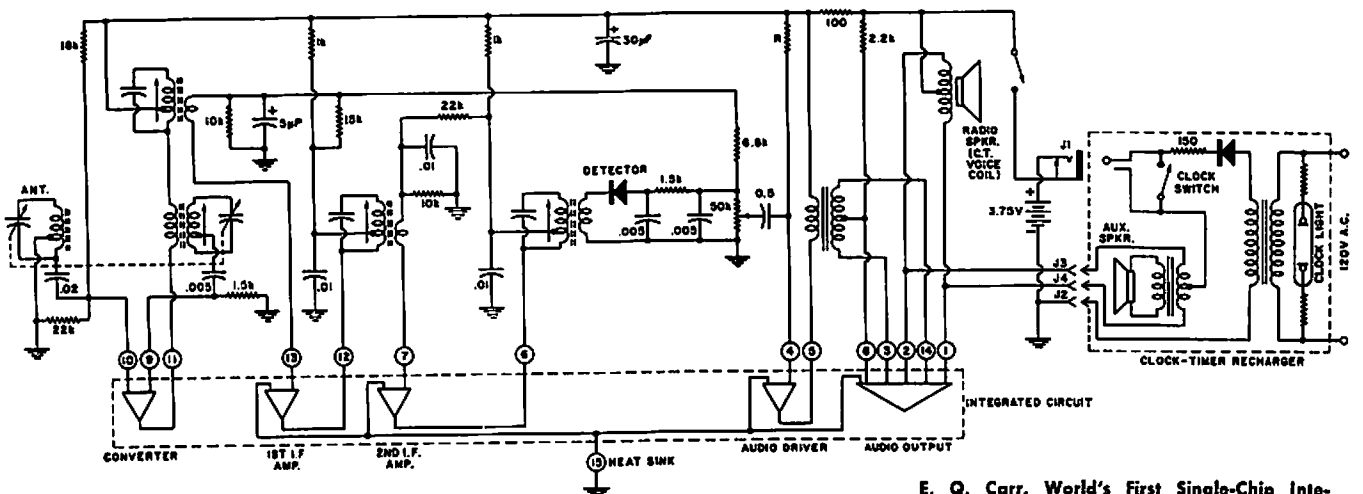 18k
1k
1k
30µF
R
100
2.2k
10k
5µF
15k
22k
.01
10k
6.8k
DETECTOR
1.5k
50k
0.5
.005
.005
RADIO
SPKR.
(C.T.
VOICE
COIL)
J1
3.75V
150
CLOCK
SWITCH
AUX.
SPKR.
CLOCK LIGHT
120V A.C.
J3
J4
J2
CLOCK-TIMER RECHARGER
ANT.
.02
.005
1.5k
22k
.01
.01
10 9 11 13 12 7 6 4 5 8 3 2 14 1
INTEGRATED CIRCUIT
CONVERTER
1ST I.F
AMP.
2ND I.F.
AMP.
15 HEAT SINK
AUDIO DRIVER
AUDIO OUTPUT
E. Q. Carr, World's First Single-Chip Inte-